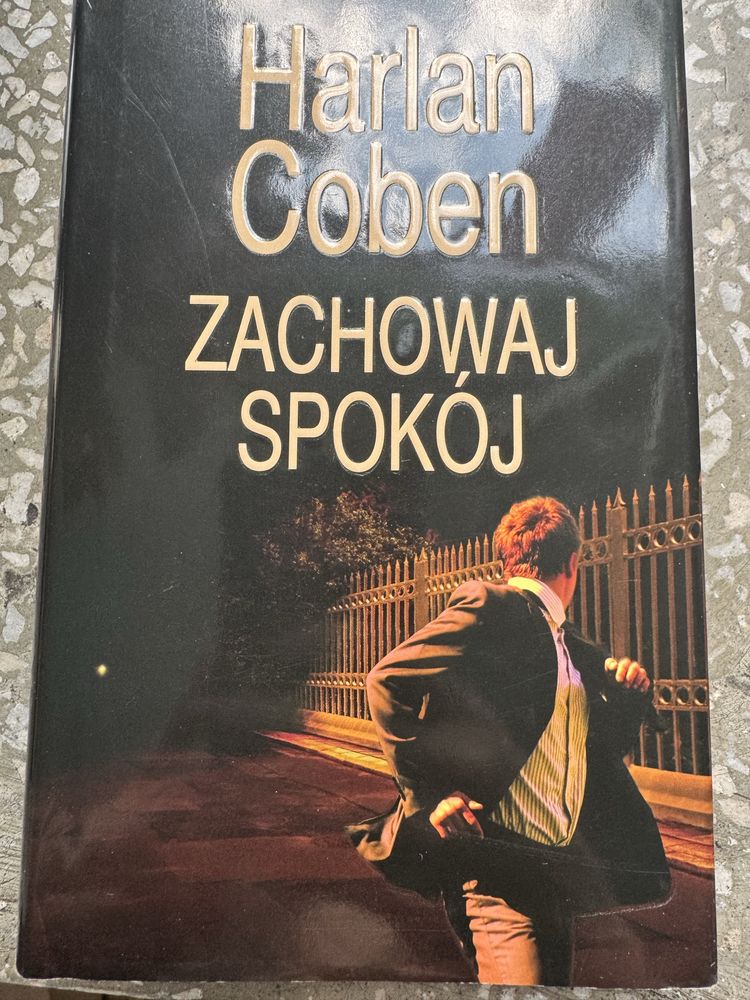 Harlan
Coben
ZACHOWAJ
SPOKÓJ